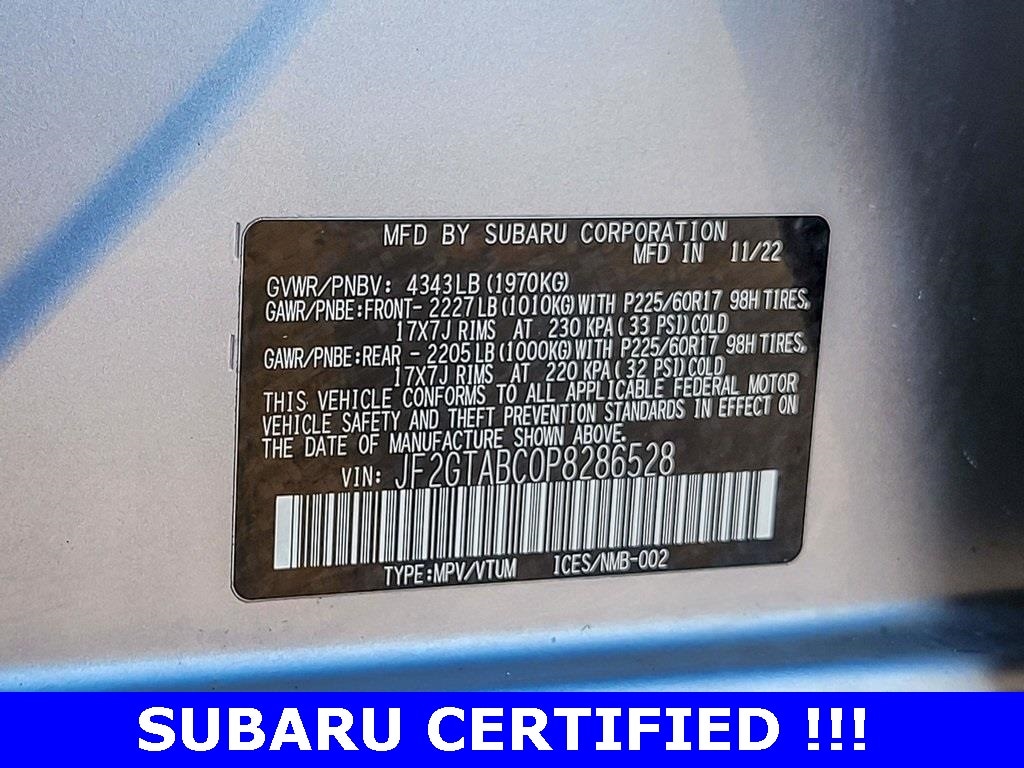 MFD BY SUBARU CORPORATION
MFD IN 11/22
GVWR/PNBV: 4343LB (1970KG)
GAWR/PNBE:FRONT- 2227LB (1010KG) WITH P225/60R17 98H TIRES,
17X7J RIMS AT 230 KPA ( 33 PSI) COLD
GAWR/PNBE:REAR - 2205LB (1000KG) WITH P225/60R17 98H TIRES,
17X7J RIMS AT 220 KPA ( 32 PSI) COLD
THIS VEHICLE CONFORMS TO ALL APPLICABLE FEDERAL MOTOR
VEHICLE SAFETY AND THEFT PREVENTION STANDARDS IN EFFECT ON
THE DATE OF MANUFACTURE SHOWN ABOVE.
VIN: JF2GTABC0P8286528
TYPE:MPV/VTUM ICES/NMB-002
SUBARU CERTIFIED !!!